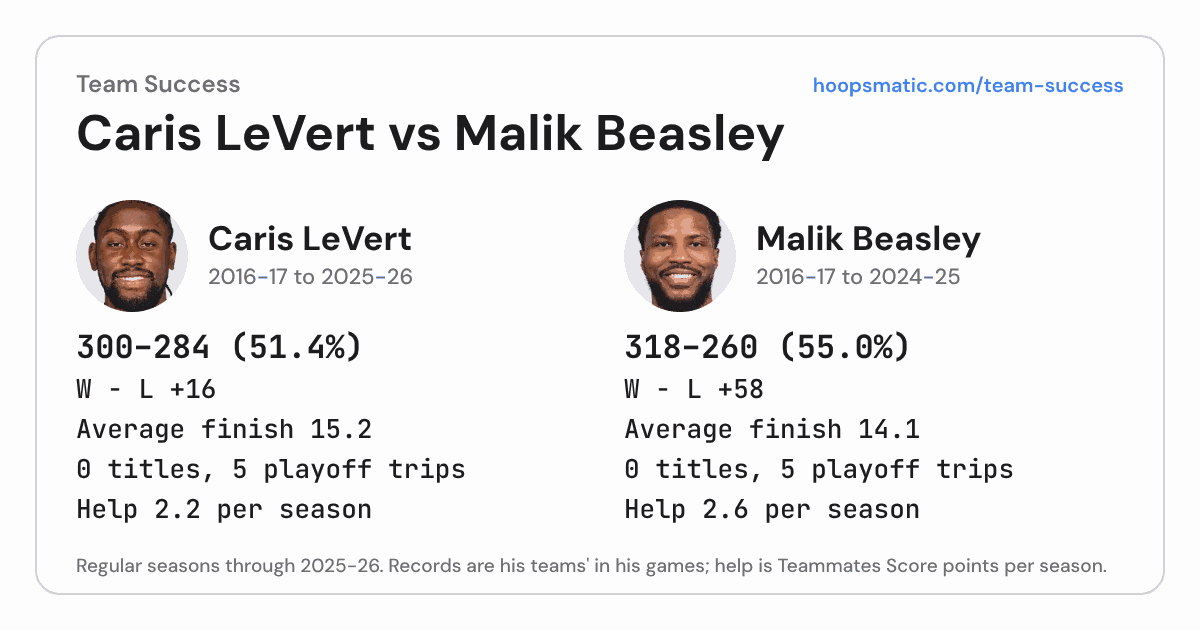 Team Success
hoopsmatic.com/team-success
Caris LeVert vs Malik Beasley
Caris LeVert
2016-17 to 2025-26
300-284 (51.4%)
W - L +16
Average finish 15.2
0 titles, 5 playoff trips
Help 2.2 per season
Malik Beasley
2016-17 to 2024-25
318-260 (55.0%)
W - L +58
Average finish 14.1
0 titles, 5 playoff trips
Help 2.6 per season
Regular seasons through 2025-26. Records are his teams' in his games; help is Teammates Score points per season.